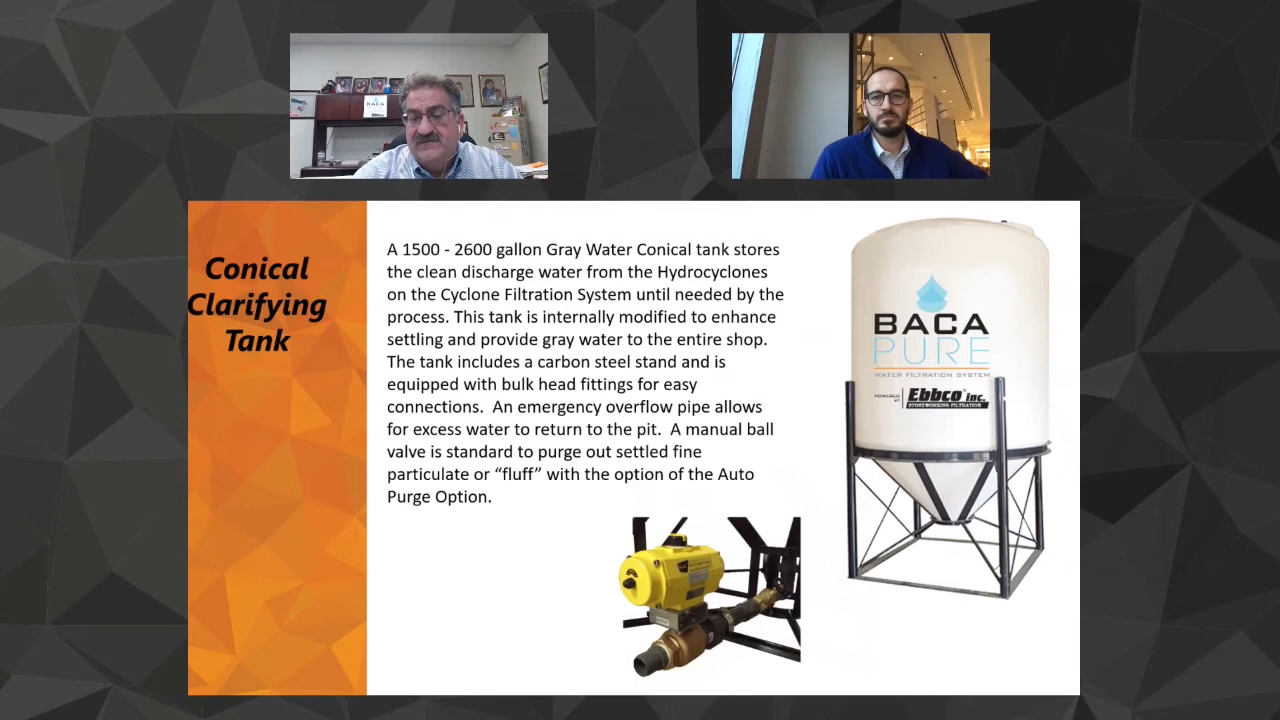 BACA
Conical
Clarifying
Tank
A 1500 - 2600 gallon Gray Water Conical tank stores
the clean discharge water from the Hydrocyclones
on the Cyclone Filtration System until needed by the
process. This tank is internally modified to enhance
settling and provide gray water to the entire shop.
The tank includes a carbon steel stand and is
equipped with bulk head fittings for easy
connections. An emergency overflow pipe allows
for excess water to return to the pit. A manual ball
valve is standard to purge out settled fine
particulate or “fluff” with the option of the Auto
Purge Option.
BACA
PURE
WATER FILTRATION SYSTEM
POWERED
BY
Ebbco inc.
STONEWORKING FILTRATION